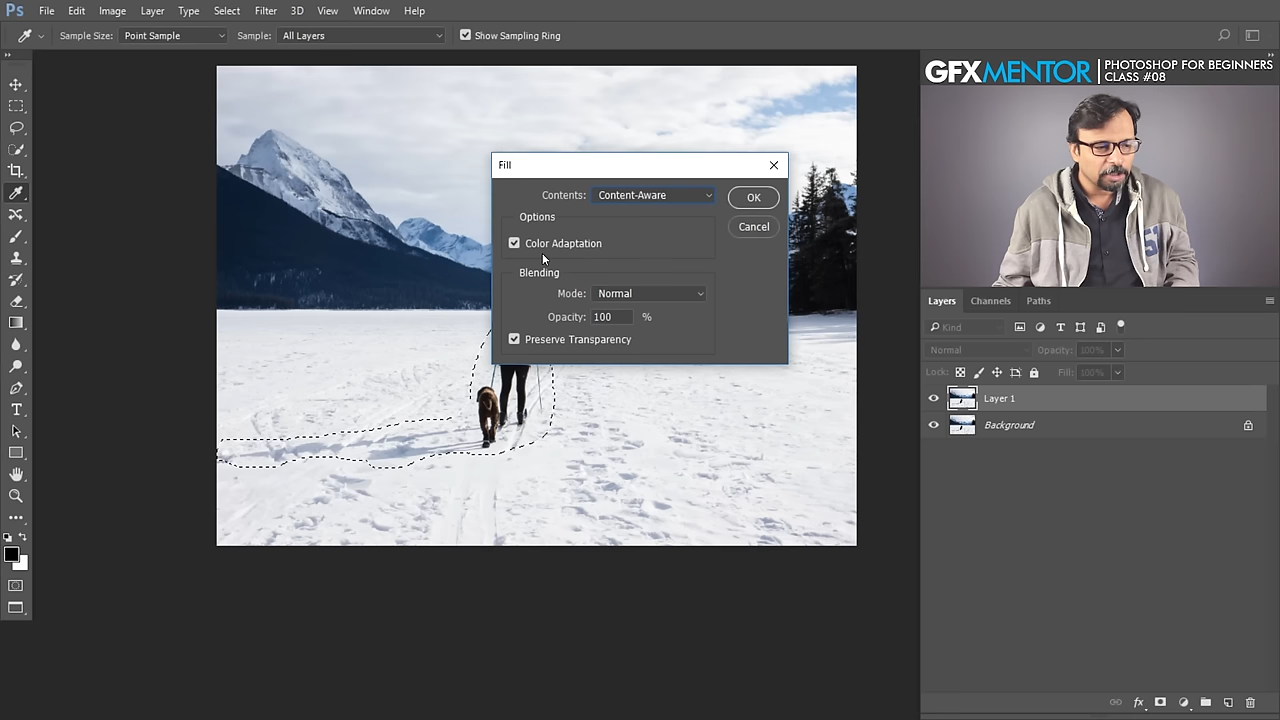 Ps File Edit Image Layer Type Select Filter 3D View Window Help
Sample Size: Point Sample Sample: All Layers Show Sampling Ring
GFXMENTOR PHOTOSHOP FOR BEGINNERS
CLASS #08
Fill
Contents: Content-Aware OK
Options
Cancel
Color Adaptation
Blending
Mode: Normal
Opacity: 100 %
Preserve Transparency
Layers Channels Paths
Kind
Normal Opacity: 100%
Lock: Fill: 100%
Layer 1
Background
fx